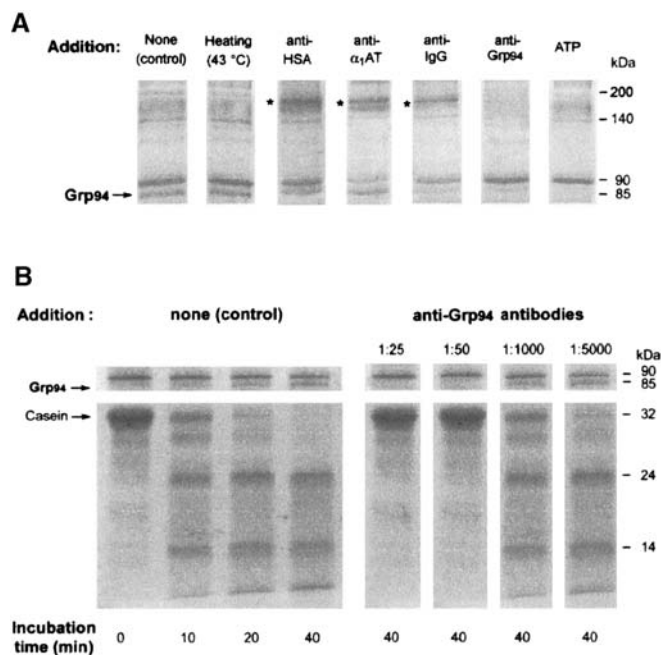 A
Addition: None (control) Heating (43 °C) anti-HSA anti-α₁AT anti-IgG anti-Grp94 ATP
kDa
* * * 200
140
90
Grp94 → 85
B
Addition : none (control) anti-Grp94 antibodies
1:25 1:50 1:1000 1:5000 kDa
90
Grp94 → 85
Casein → 32
24
14
Incubation time (min) 0 10 20 40 40 40 40 40